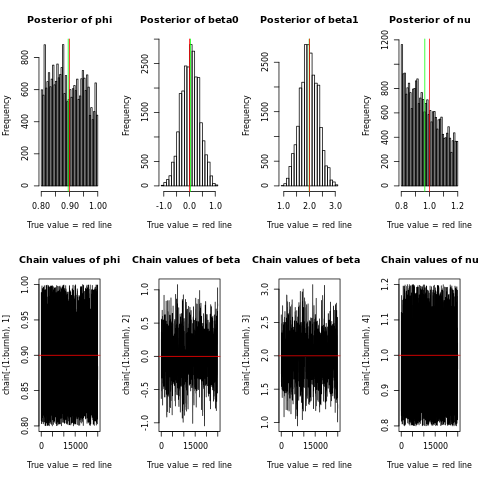 Posterior of phi
Posterior of beta0
Posterior of beta1
Posterior of nu
Frequency
0 200 400 600 800
0.80 0.90 1.00
True value = red line
Frequency
0 500 1500 3000
-1.0 0.0 1.0
True value = red line
Frequency
0 500 1500 2500
1.0 2.0 3.0
True value = red line
Frequency
0 200 400 600 800 1200
0.8 1.0 1.2
True value = red line
Chain values of phi
Chain values of beta
Chain values of beta
Chain values of nu
chain[-(1:burnIn), 1]
0.80 0.85 0.90 0.95 1.00
0 15000
True value = red line
chain[-(1:burnIn), 2]
-1.0 -0.5 0.0 0.5 1.0
0 15000
True value = red line
chain[-(1:burnIn), 3]
1.0 1.5 2.0 2.5 3.0
0 15000
True value = red line
chain[-(1:burnIn), 4]
0.8 0.9 1.0 1.1 1.2
0 15000
True value = red line